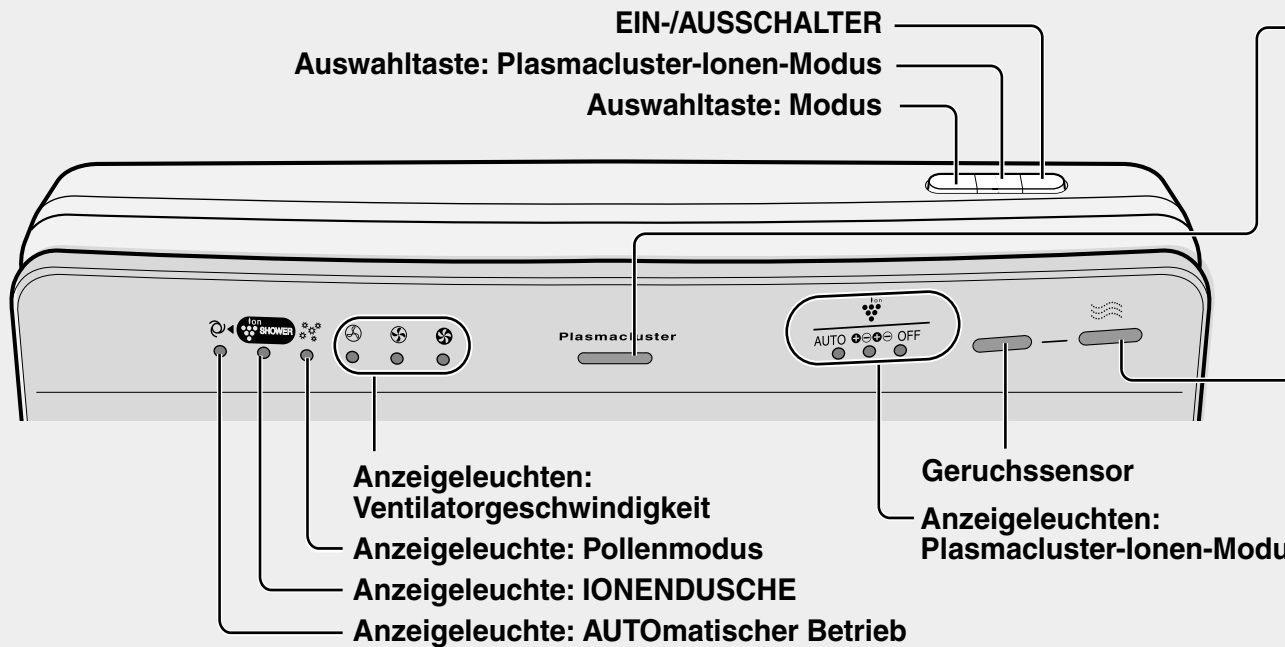 EIN-/AUSSCHALTER
Auswahltaste: Plasmacluster-Ionen-Modus
Auswahltaste: Modus
Ion
SHOWER
Plasmacluster
Ion
AUTO ⊕⊖⊕⊖ OFF
Anzeigeleuchten:
Ventilatorgeschwindigkeit
Anzeigeleuchte: Pollenmodus
Anzeigeleuchte: IONENDUSCHE
Anzeigeleuchte: AUTOmatischer Betrieb
Geruchssensor
Anzeigeleuchten:
Plasmacluster-Ionen-Modu